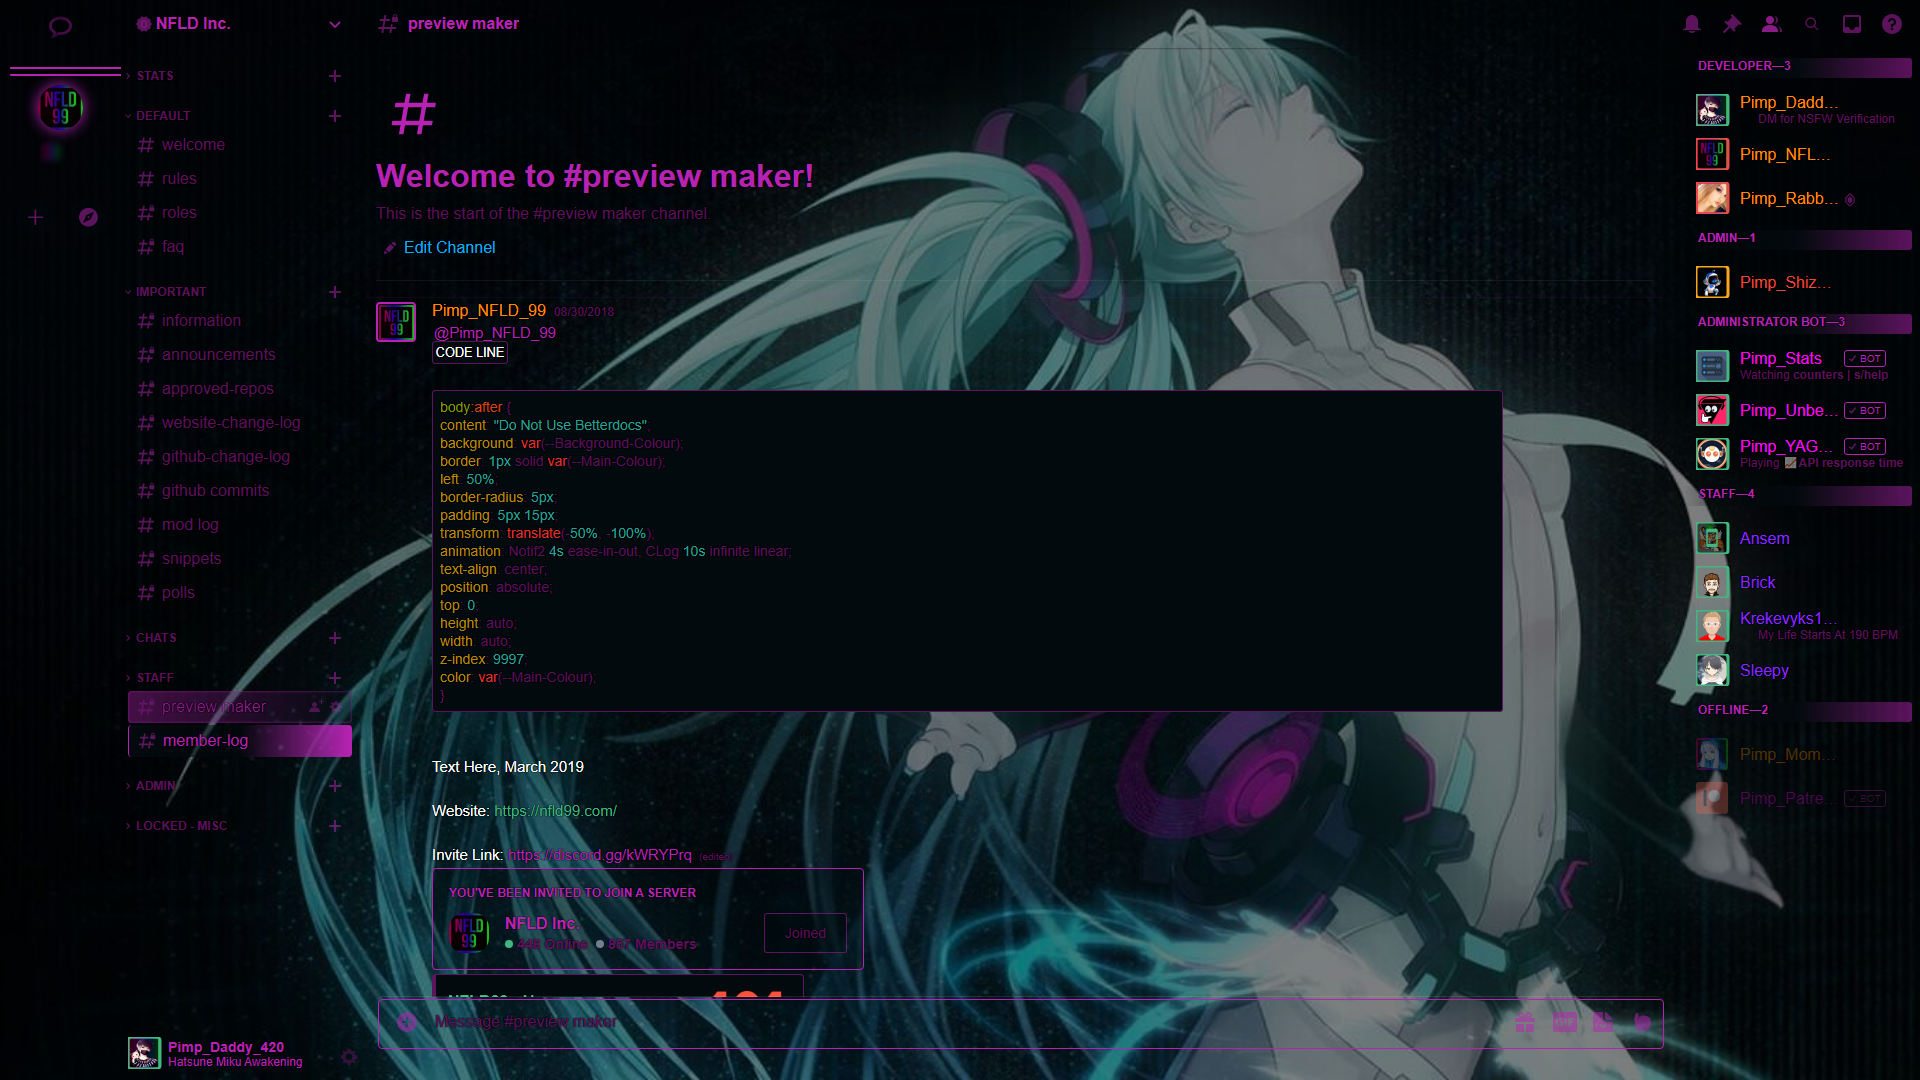 NFLD Inc.
STATS
DEFAULT
# welcome
# rules
# roles
# faq
IMPORTANT
# information
# announcements
# approved-repos
# website-change-log
# github-change-log
# github commits
# mod log
# snippets
# polls
CHATS
STAFF
# preview maker
# member-log
ADMIN
LOCKED - MISC
Pimp_Daddy_420
Hatsune Miku Awakening
# preview maker
#
Welcome to #preview maker!
This is the start of the #preview maker channel.
Edit Channel
NFLD 99
Pimp_NFLD_99 08/30/2018
@Pimp_NFLD_99
CODE LINE
body:after {
content: "Do Not Use Betterdocs";
background: var(--Background-Colour);
border: 1px solid var(--Main-Colour);
left: 50%;
border-radius: 5px;
padding: 5px 15px;
transform: translate(-50%, -100%);
animation: Notif2 4s ease-in-out, CLog 10s infinite linear;
text-align: center;
position: absolute;
top: 0;
height: auto;
width: auto;
z-index: 9997;
color: var(--Main-Colour);
}
Text Here, March 2019
Website: https://nfld99.com/
Invite Link: https://discord.gg/kWRYPrq (edited)
YOU'VE BEEN INVITED TO JOIN A SERVER
NFLD 99
NFLD Inc.
Online Members
Joined
Message #preview maker
GIF
DEVELOPER—3
Pimp_Dadd...
DM for NSFW Verification
Pimp_NFL...
Pimp_Rabb...
ADMIN—1
Pimp_Shiz...
ADMINISTRATOR BOT—3
Pimp_Stats ✓ BOT
Watching counters | s/help
Pimp_Unbe... ✓ BOT
Pimp_YAG... ✓ BOT
Playing API response time
STAFF—4
Ansem
Brick
Krekevyks1...
My Life Starts At 190 BPM
Sleepy
OFFLINE—2
Pimp_Mom...
Pimp_Patre... ✓ BOT